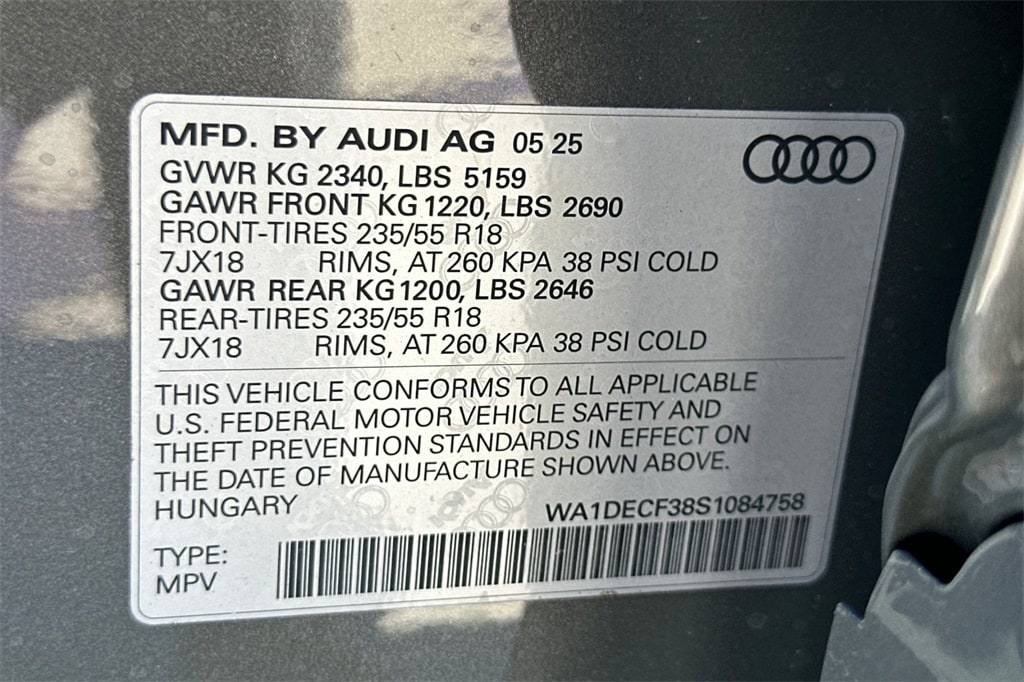 MFD. BY AUDI AG 05 25
GVWR KG 2340, LBS 5159
GAWR FRONT KG 1220, LBS 2690
FRONT-TIRES 235/55 R18
7JX18 RIMS, AT 260 KPA 38 PSI COLD
GAWR REAR KG1200, LBS 2646
REAR-TIRES 235/55 R18
7JX18 RIMS, AT 260 KPA 38 PSI COLD
THIS VEHICLE CONFORMS TO ALL APPLICABLE
U.S. FEDERAL MOTOR VEHICLE SAFETY AND
THEFT PREVENTION STANDARDS IN EFFECT ON
THE DATE OF MANUFACTURE SHOWN ABOVE.
HUNGARY
WA1DECF38S1084758
TYPE:
MPV